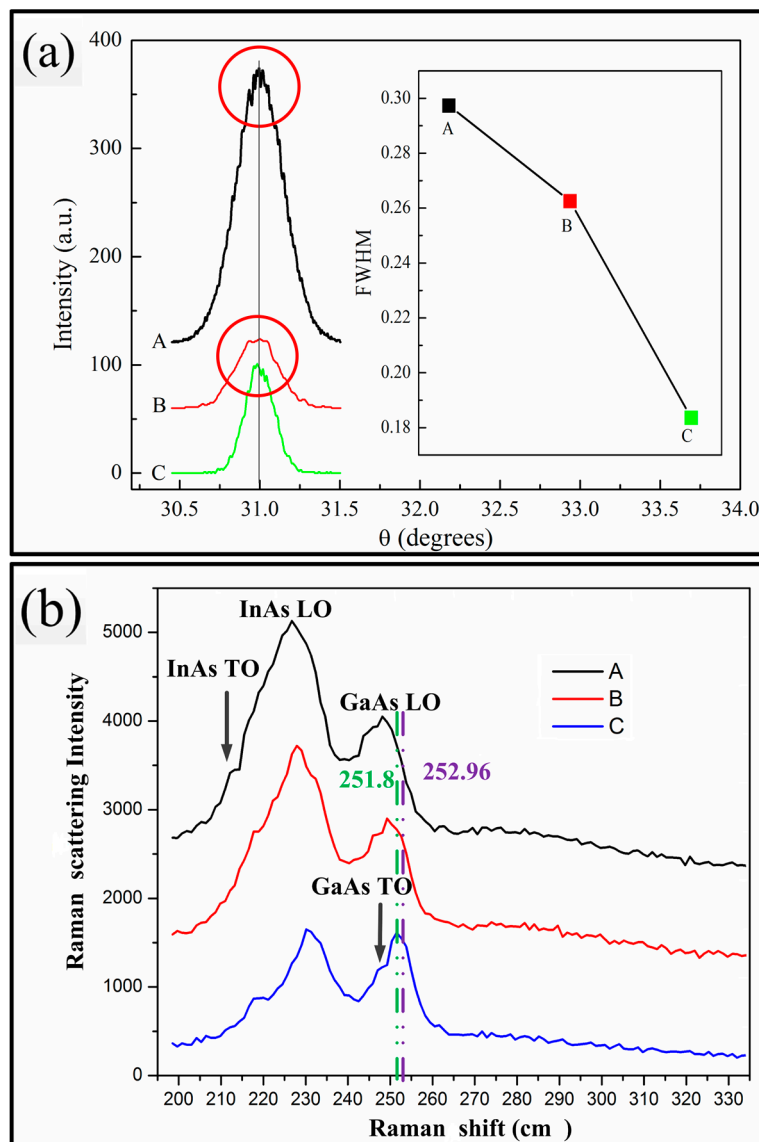 (a)
400
300
200
100
0
Intensity (a.u.)
A
B
C
30.5 31.0 31.5 32.0 32.5 33.0 33.5 34.0
θ (degrees)
0.30
0.28
0.26
0.24
0.22
0.20
0.18
FWHM
A
B
C
(b)
InAs LO
InAs TO
GaAs LO
251.8
252.96
GaAs TO
A
B
C
5000
4000
3000
2000
1000
0
Raman scattering Intensity
200 210 220 230 240 250 260 270 280 290 300 310 320 330
Raman shift (cm )